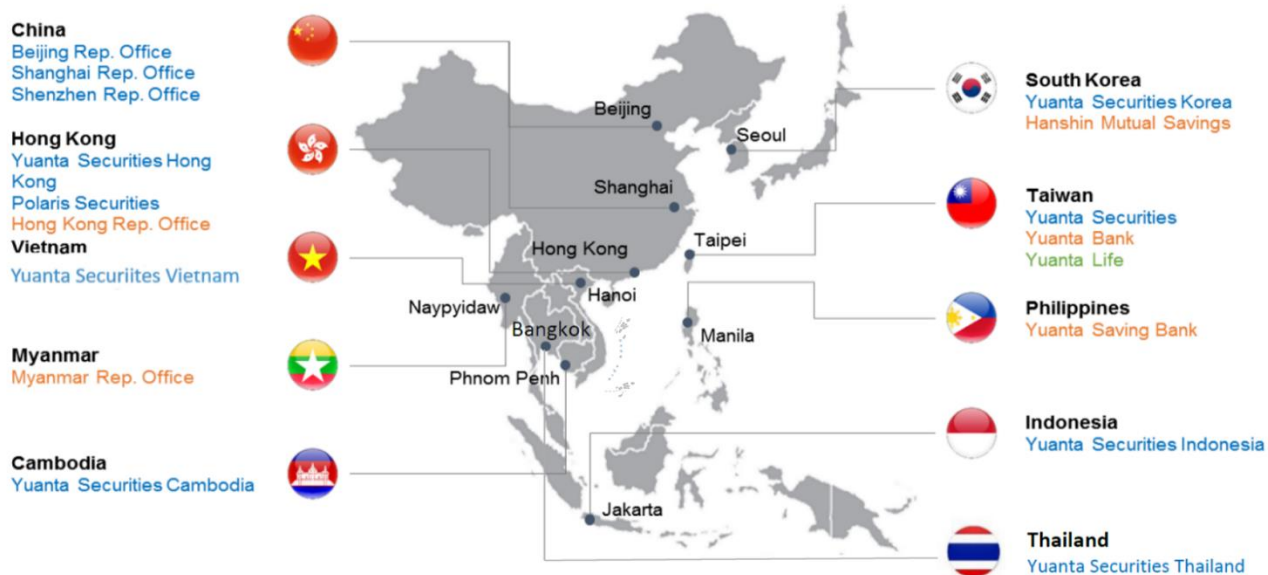 China
Beijing Rep. Office
Shanghai Rep. Office
Shenzhen Rep. Office
Hong Kong
Yuanta Securities Hong
Kong
Polaris Securities
Hong Kong Rep. Office
Vietnam
Yuanta Securiites Vietnam
Myanmar
Myanmar Rep. Office
Cambodia
Yuanta Securities Cambodia
Beijing
Seoul
Shanghai
Hong Kong
Taipei
Hanoi
Naypyidaw
Bangkok
Manila
Phnom Penh
Jakarta
South Korea
Yuanta Securities Korea
Hanshin Mutual Savings
Taiwan
Yuanta Securities
Yuanta Bank
Yuanta Life
Philippines
Yuanta Saving Bank
Indonesia
Yuanta Securities Indonesia
Thailand
Yuanta Securities Thailand